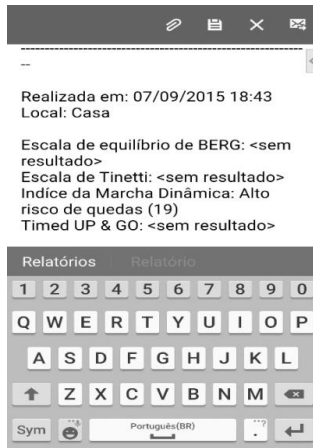 --
Realizada em: 07/09/2015 18:43
Local: Casa
Escala de equilíbrio de BERG: <sem
resultado>
Escala de Tinetti: <sem resultado>
Indíce da Marcha Dinâmica: Alto
risco de quedas (19)
Timed UP & GO: <sem resultado>
Relatórios Relatório
1 2 3 4 5 6 7 8 9 0
Q W E R T Y U I O P
A S D F G H J K L
Z X C V B N M
Sym Português(BR) .